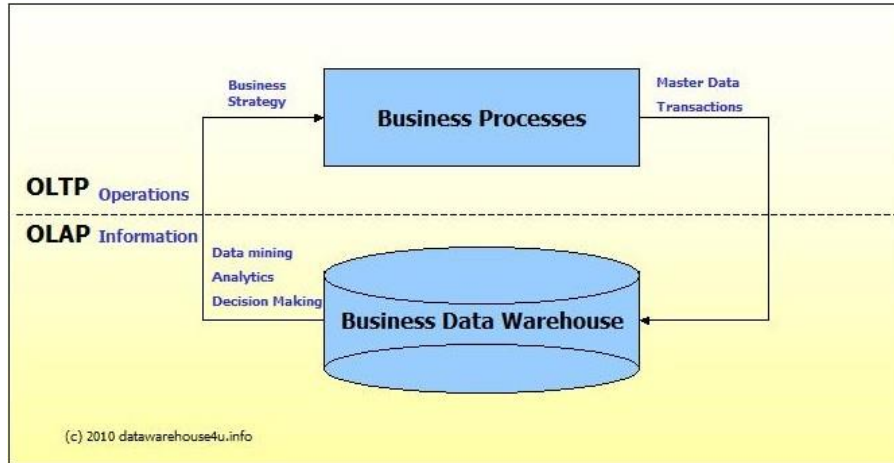 Business
Strategy
Business Processes
Master Data
Transactions
OLTP Operations
OLAP Information
Data mining
Analytics
Decision Making
Business Data Warehouse
(c) 2010 datawarehouse4u.info